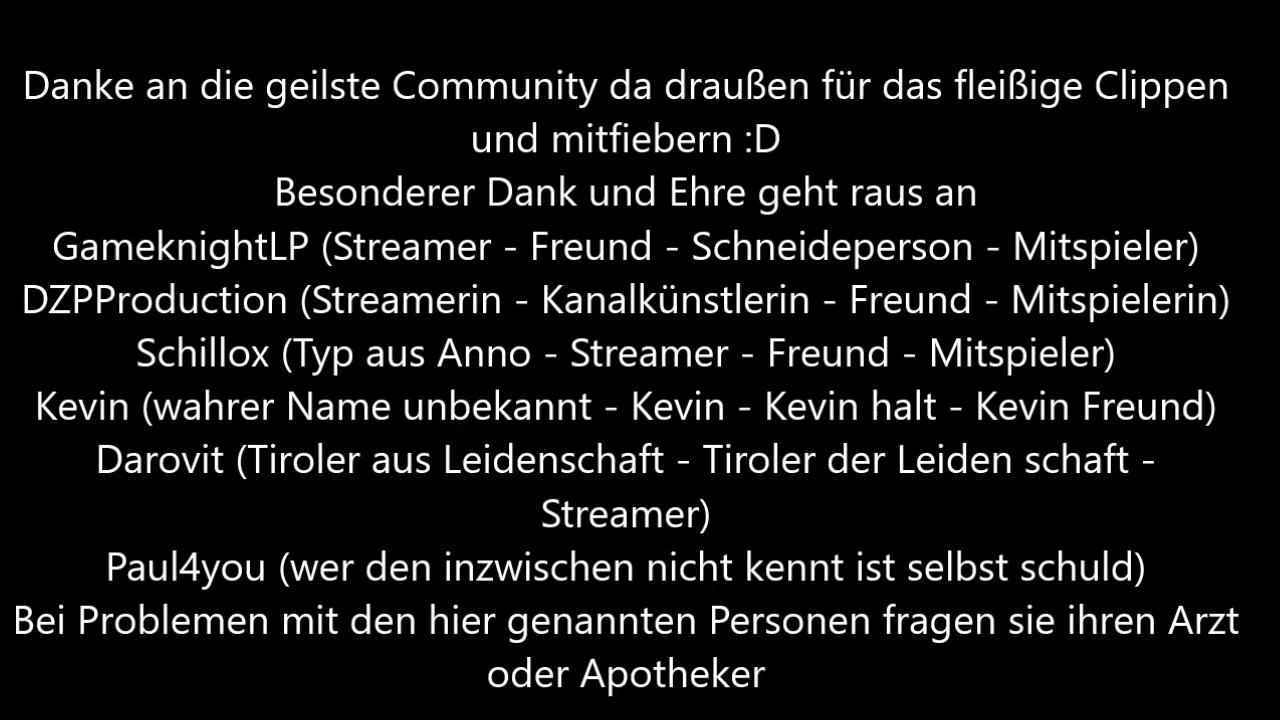 Danke an die geilste Community da draußen für das fleißige Clippen
und mitfiebern :D
Besonderer Dank und Ehre geht raus an
GameknightLP (Streamer - Freund - Schneideperson - Mitspieler)
DZPProduction (Streamerin - Kanalkünstlerin - Freund - Mitspielerin)
Schillox (Typ aus Anno - Streamer - Freund - Mitspieler)
Kevin (wahrer Name unbekannt - Kevin - Kevin halt - Kevin Freund)
Darovit (Tiroler aus Leidenschaft - Tiroler der Leiden schaft -
Streamer)
Paul4you (wer den inzwischen nicht kennt ist selbst schuld)
Bei Problemen mit den hier genannten Personen fragen sie ihren Arzt
oder Apotheker